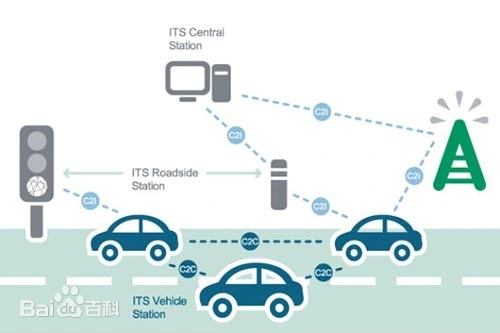 ITS Central
Station
C2I
C2I
ITS Roadside
Station
C2I
C2I
C2I
C2C
C2C
C2C
ITS Vehicle
Station
Bai百科